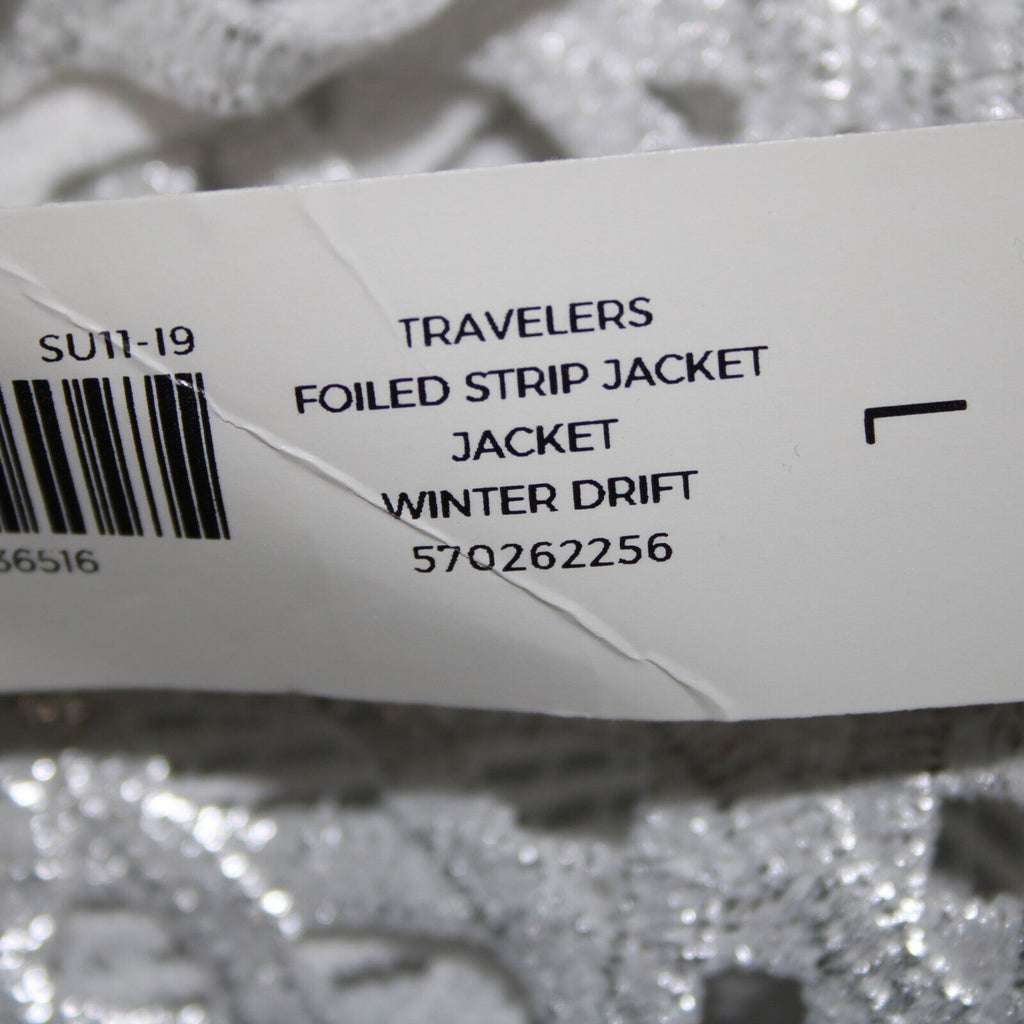 SU11-19
36516
TRAVELERS
FOILED STRIP JACKET
JACKET
WINTER DRIFT
570262256
L